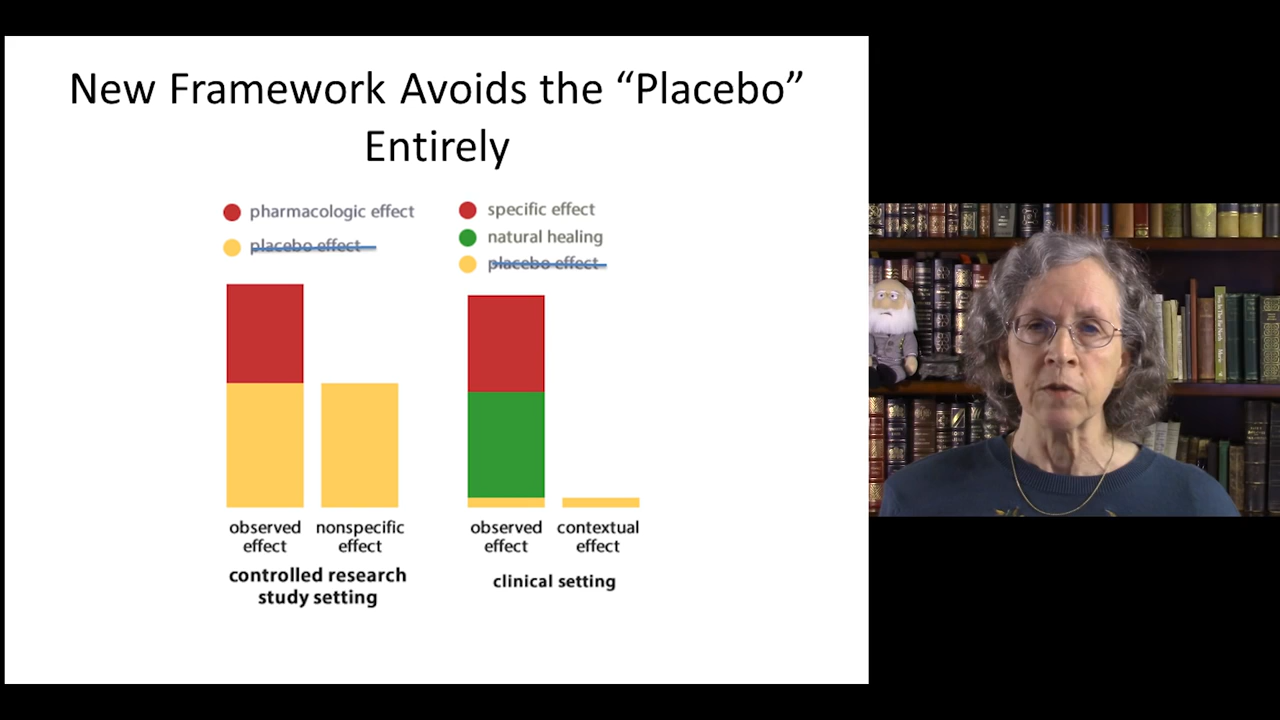 New Framework Avoids the “Placebo”
Entirely
pharmacologic effect
placebo effect
specific effect
natural healing
placebo effect
observed
effect
nonspecific
effect
controlled research
study setting
observed
effect
contextual
effect
clinical setting